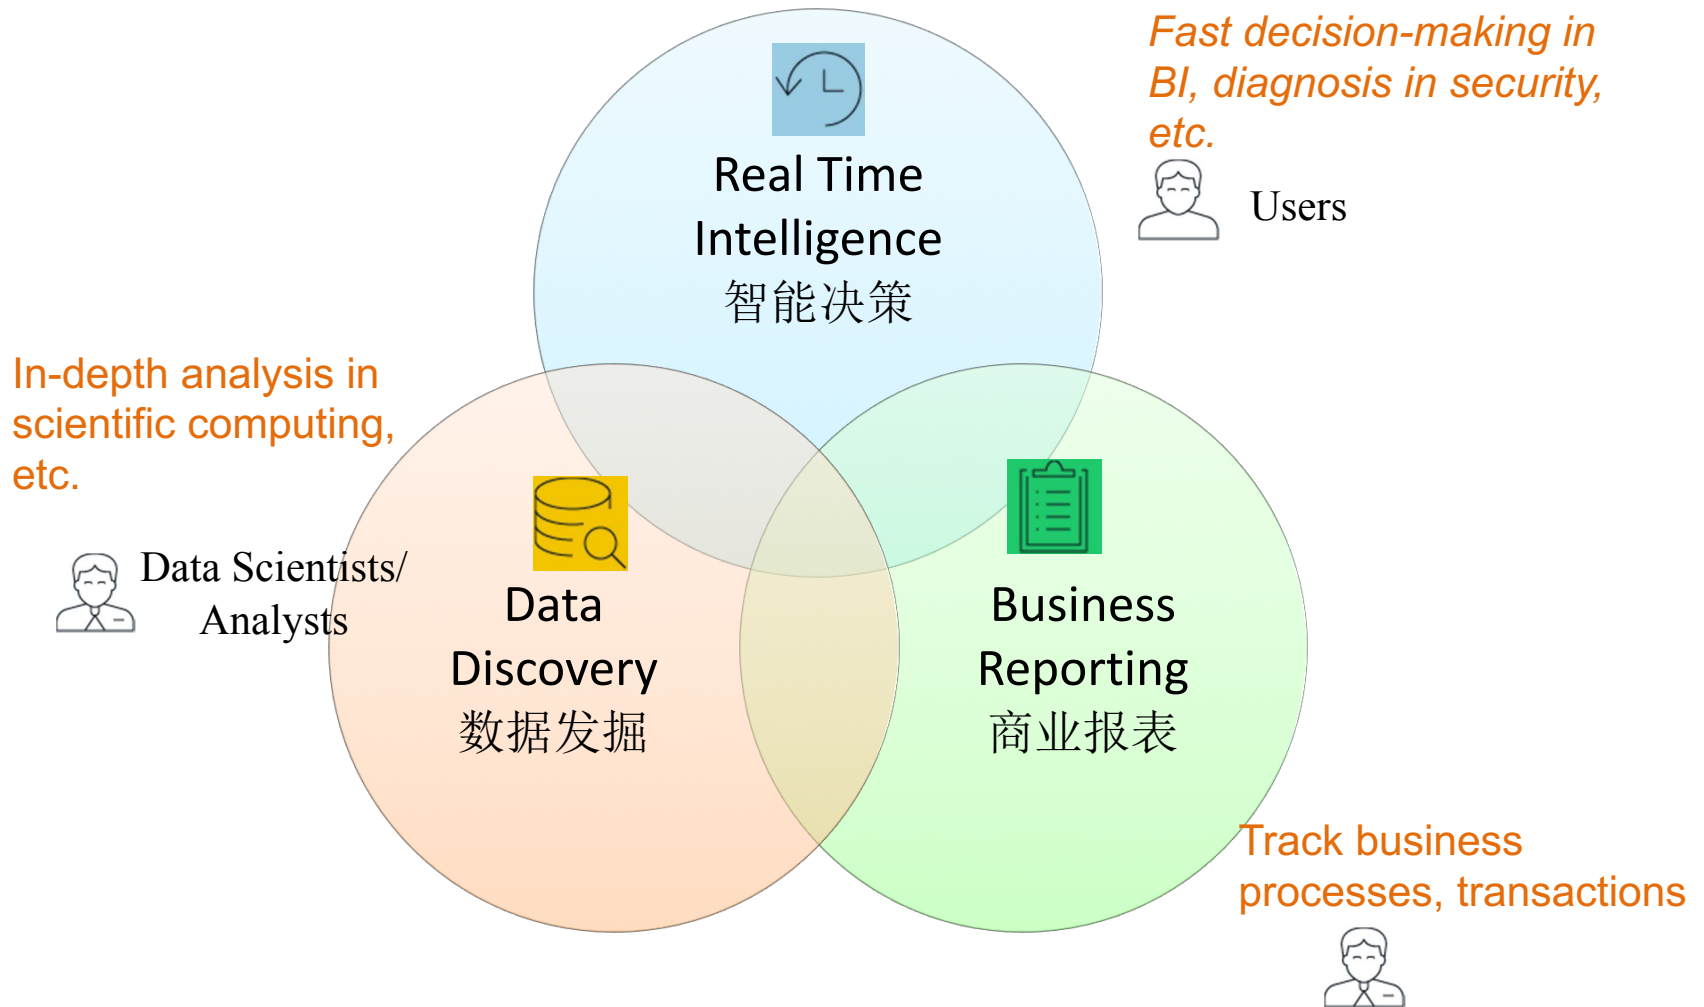 Fast decision-making in
BI, diagnosis in security,
etc.
Users
Real Time
Intelligence
智能决策
In-depth analysis in
scientific computing,
etc.
Data Scientists/
Analysts
Data
Discovery
数据发掘
Business
Reporting
商业报表
Track business
processes, transactions